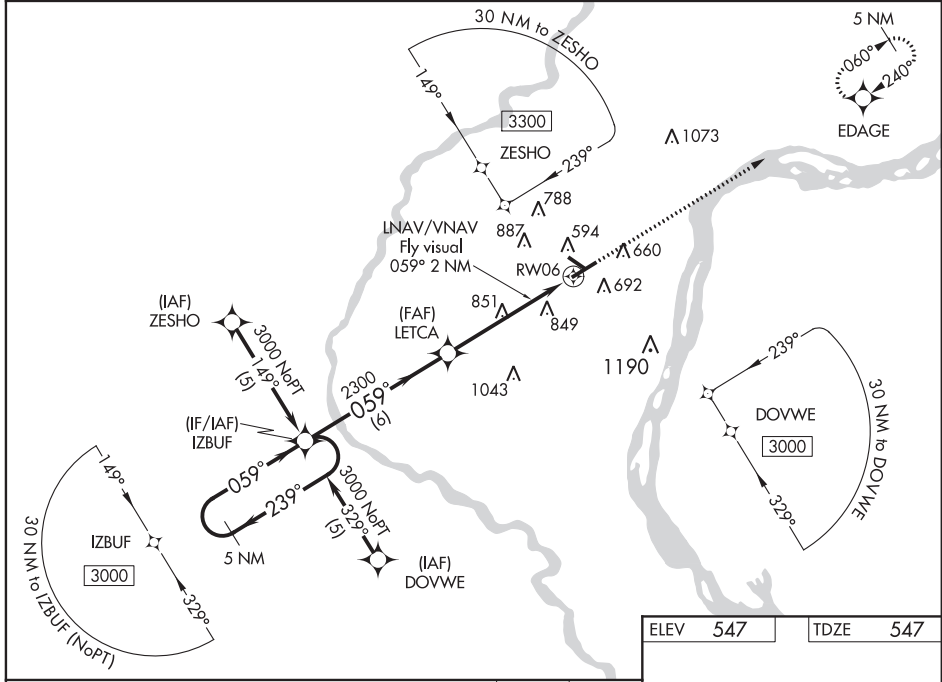 30 NM to ZESHO
149°
3300
ZESHO
239°
5 NM
060°
240°
EDAGE
1073
788
887
594
LNAV/VNAV
Fly visual
059° 2 NM
RW06
660
692
851
849
(FAF)
LETCA
1190
1043
(IAF)
ZESHO
3000 NoPT
149°
(5)
2300
059°
(6)
(IF/IAF)
IZBUF
059°
239°
5 NM
3000 NoPT
329°
(5)
(IAF)
DOVWE
149°
IZBUF
3000
329°
30 NM to IZBUF (NoPT)
239°
DOVWE
3000
329°
30 NM to DOVWE
ELEV 547
TDZE 547